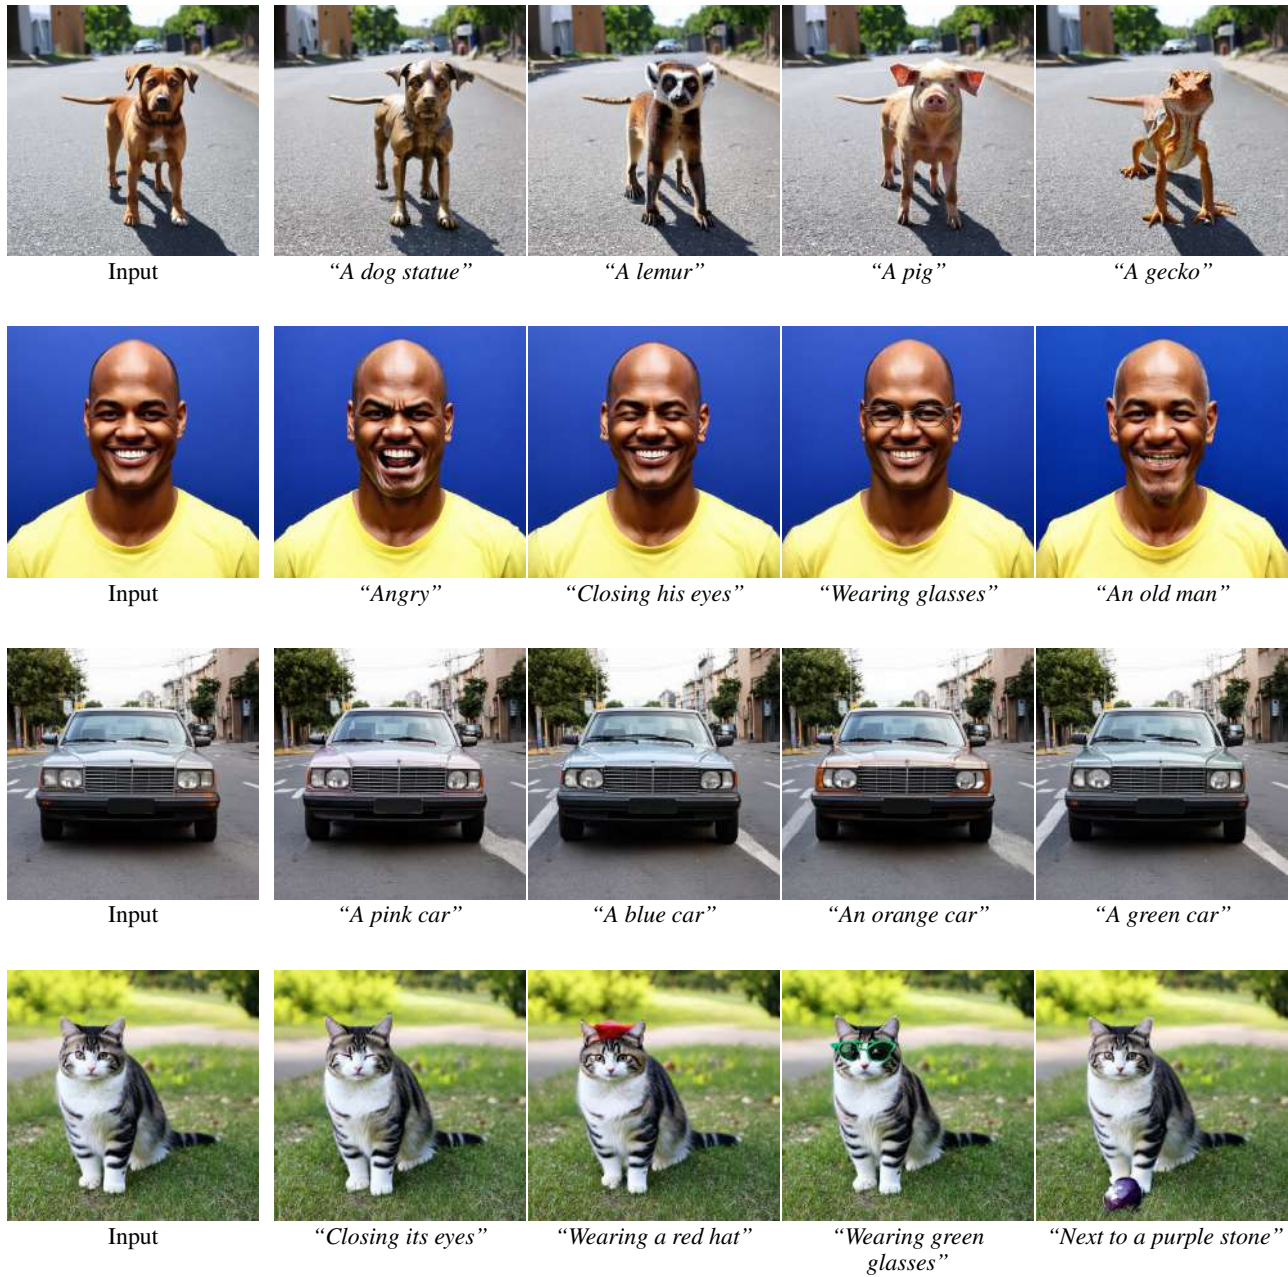 Input
“A dog statue”
“A lemur”
“A pig”
“A gecko”
Input
“Angry”
“Closing his eyes”
“Wearing glasses”
“An old man”
Input
“A pink car”
“A blue car”
“An orange car”
“A green car”
Input
“Closing its eyes”
“Wearing a red hat”
“Wearing green
glasses”
“Next to a purple stone”